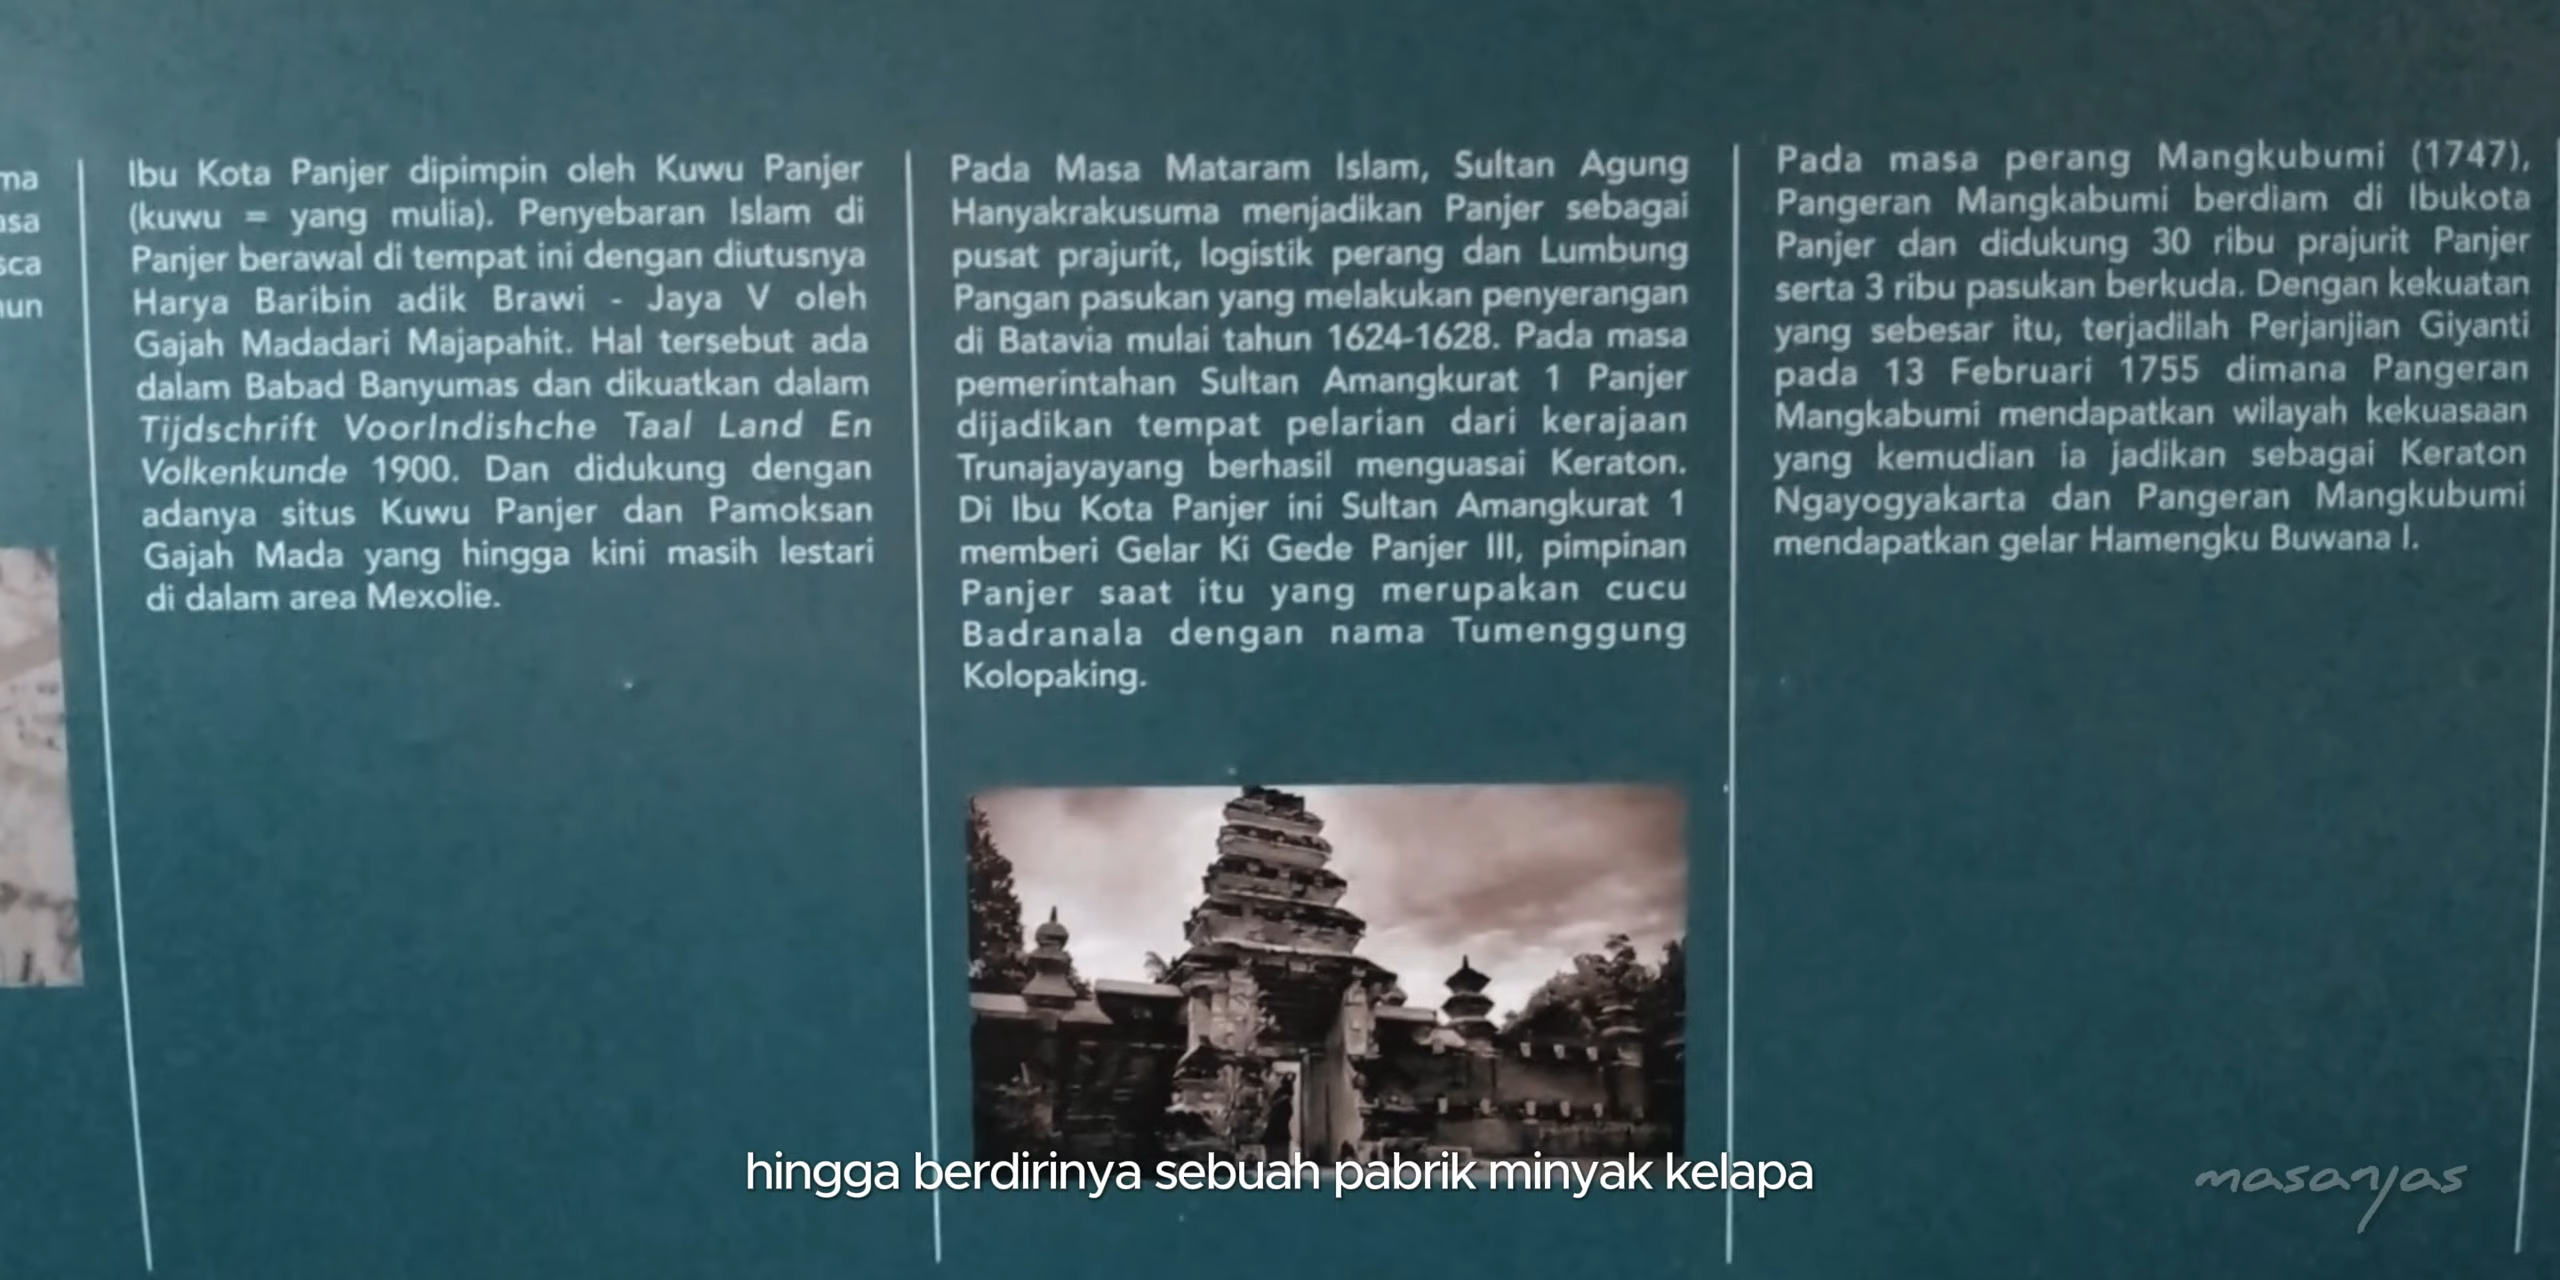 ma
asa
sca
hun
Ibu Kota Panjer dipimpin oleh Kuwu Panjer
(kuwu = yang mulia). Penyebaran Islam di
Panjer berawal di tempat ini dengan diutusnya
Harya Baribin adik Brawi - Jaya V oleh
Gajah Madadari Majapahit. Hal tersebut ada
dalam Babad Banyumas dan dikuatkan dalam
Tijdschrift VoorIndishche Taal Land En
Volkenkunde 1900. Dan didukung dengan
adanya situs Kuwu Panjer dan Pamoksan
Gajah Mada yang hingga kini masih lestari
di dalam area Mexolie.
Pada Masa Mataram Islam, Sultan Agung
Hanyakrakusuma menjadikan Panjer sebagai
pusat prajurit, logistik perang dan Lumbung
Pangan pasukan yang melakukan penyerangan
di Batavia mulai tahun 1624-1628. Pada masa
pemerintahan Sultan Amangkurat 1 Panjer
dijadikan tempat pelarian dari kerajaan
Trunajayayang berhasil menguasai Keraton.
Di Ibu Kota Panjer ini Sultan Amangkurat 1
memberi Gelar Ki Gede Panjer III, pimpinan
Panjer saat itu yang merupakan cucu
Badranala dengan nama Tumenggung
Kolopaking.
Pada masa perang Mangkubumi (1747),
Pangeran Mangkabumi berdiam di Ibukota
Panjer dan didukung 30 ribu prajurit Panjer
serta 3 ribu pasukan berkuda. Dengan kekuatan
yang sebesar itu, terjadilah Perjanjian Giyanti
pada 13 Februari 1755 dimana Pangeran
Mangkabumi mendapatkan wilayah kekuasaan
yang kemudian ia jadikan sebagai Keraton
Ngayogyakarta dan Pangeran Mangkubumi
mendapatkan gelar Hamengku Buwana I.
hingga berdirinya sebuah pabrik minyak kelapa
masanyas